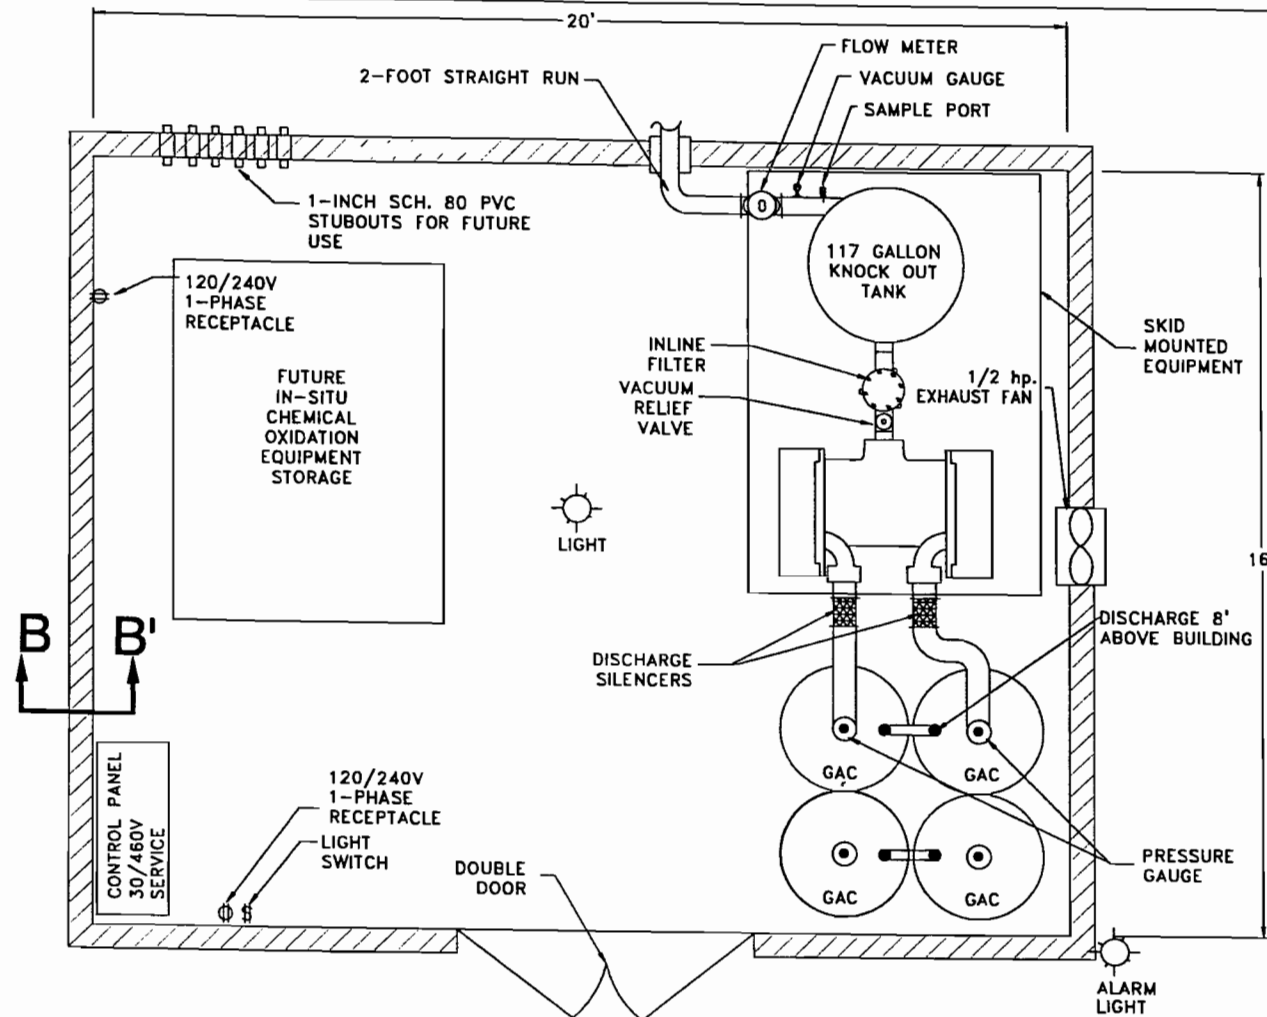 20'
FLOW METER
2-FOOT STRAIGHT RUN
VACUUM GAUGE
SAMPLE PORT
1-INCH SCH. 80 PVC
STUBOUTS FOR FUTURE
USE
117 GALLON
KNOCK OUT
TANK
120/240V
1-PHASE
RECEPTACLE
SKID
MOUNTED
EQUIPMENT
INLINE
FILTER
1/2 hp.
EXHAUST FAN
FUTURE
IN-SITU
CHEMICAL
OXIDATION
EQUIPMENT
STORAGE
VACUUM
RELIEF
VALVE
LIGHT
16
B
B'
DISCHARGE 8'
ABOVE BUILDING
DISCHARGE
SILENCERS
GAC
GAC
CONTROL PANEL
30/460V
SERVICE
120/240V
1-PHASE
RECEPTACLE
LIGHT
SWITCH
DOUBLE
DOOR
PRESSURE
GAUGE
GAC
GAC
ALARM
LIGHT